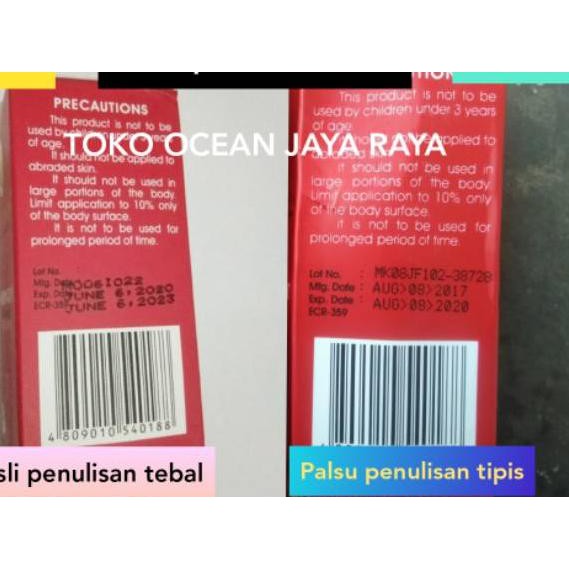 PRECAUTIONS
This product is not to be
used by children under
of age.
It should not be applied to
abraded skin.
It should not be used in
large portions of the body.
Limit application to 10% only
of the body surface.
It is not to be used for
prolonged period of time.
Lot No. :
Mfg. Date
Exp. Date
ECR-359
JUNE 6,2020
JUNE 6,2023
4 809010 540188
TOKO OCEAN JAYA RAYA
This product is not to be
used by children under 3 years
of age.
not be applied to
It should not be used in
large portions of the body.
Limit application to 10% only
of the body surface.
It is not to be used for
prolonged period of time.
Lot No. : MK08JF102-38728
Mfg. Date : AUG>08>2017
Exp. Date : AUG>08>2020
ECR-359
sli penulisan tebal
Palsu penulisan tipis